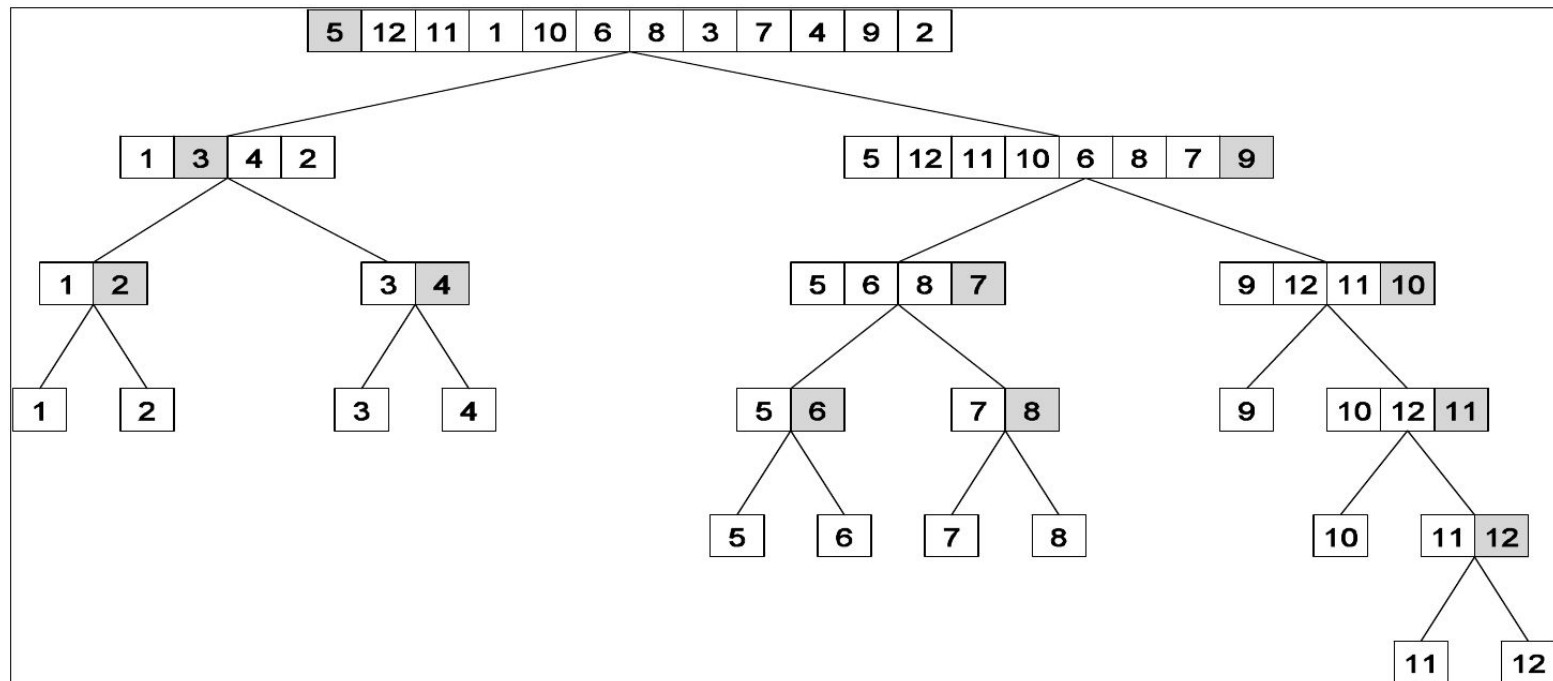 5 12 11 1 10 6 8 3 7 4 9 2
1 3 4 2 5 12 11 10 6 8 7 9
1 2 3 4 5 6 8 7 9 12 11 10
1 2 3 4 5 6 7 8 9 10 12 11
5 6 7 8 10 11 12
11 12